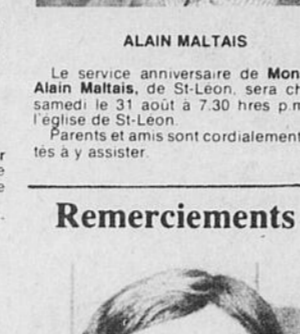 ALAIN MALTAIS
Le service anniversaire de Mon
Alain Maltais, de St-Léon, sera ch
samedi le 31 août à 7.30 hres p.m
l'église de St-Léon.
Parents et amis sont cordialement
tés à y assister.
Remerciements